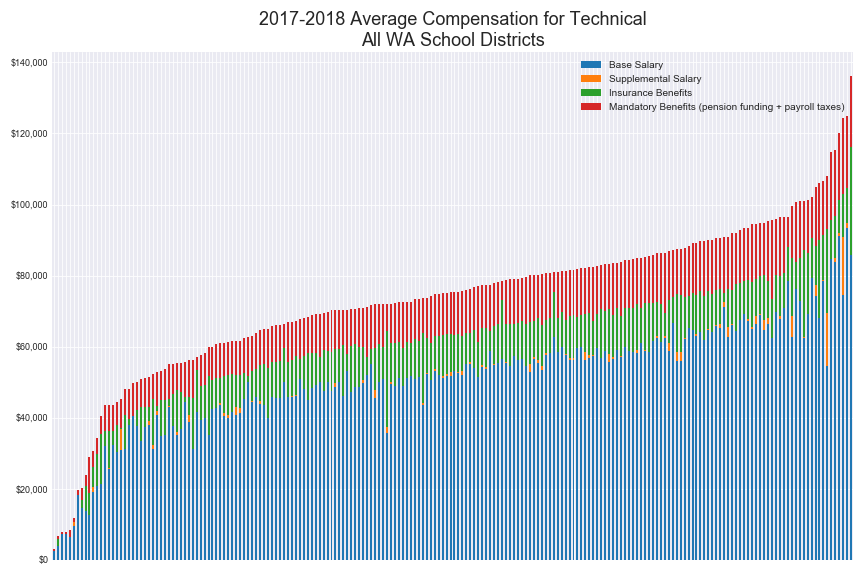 2017-2018 Average Compensation for Technical
All WA School Districts
$140,000
$120,000
$100,000
$80,000
$60,000
$40,000
$20,000
$0
Base Salary
Supplemental Salary
Insurance Benefits
Mandatory Benefits (pension funding + payroll taxes)